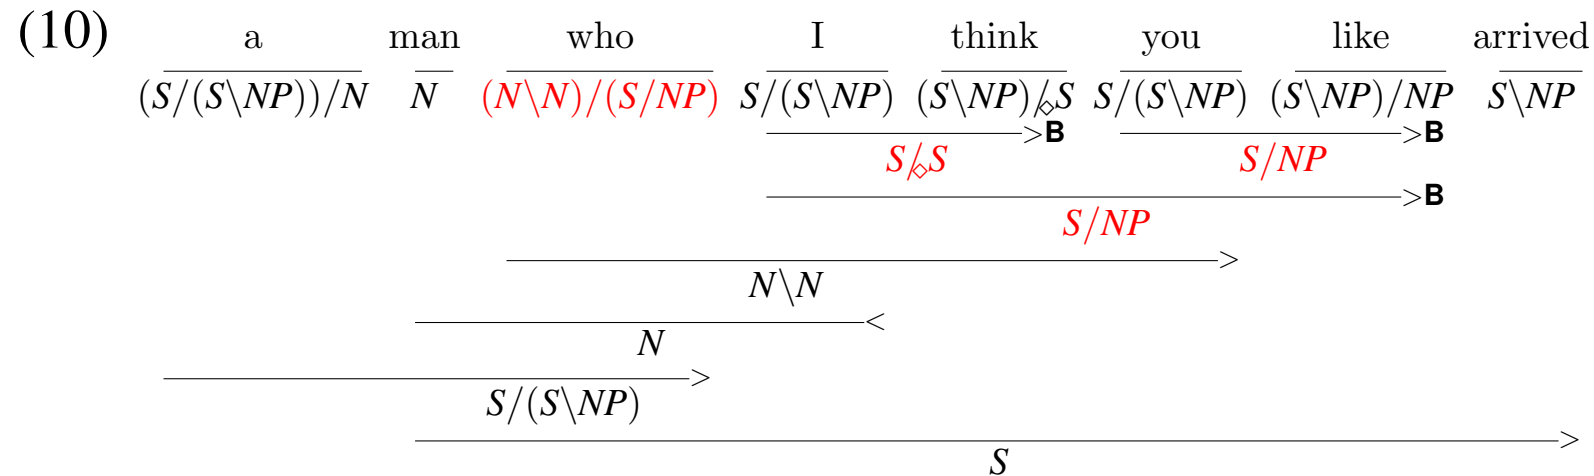 (10) a man who I think you like arrived
(S/(S\NP))/N N (N\N)/(S/NP) S/(S\NP) (S\NP)/⋄S S/(S\NP) (S\NP)/NP S\NP
>B >B
S/⋄S S/NP
>B
S/NP
>
N\N
<
N
>
S/(S\NP)
>
S